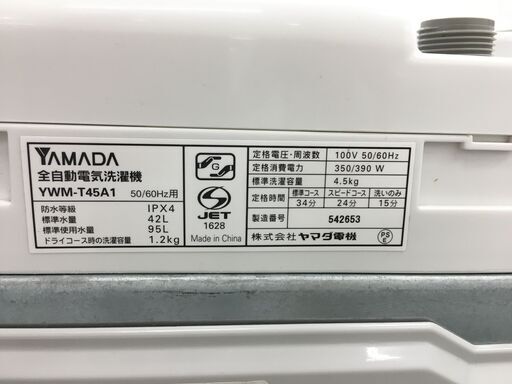 YAMADA
全自動電気洗濯機
YWM-T45A1 50/60Hz用
防水等級 IPX4
標準水量 42L
標準使用水量 95L
ドライコース時の洗濯容量 1.2kg
G
JET
1628
Made in China
定格電圧・周波数 100V 50/60Hz
定格消費電力 350/390 W
標準洗濯容量 4.5kg
定格時間 標準コース スピードコース 洗いのみ
34分 24分 15分
製造番号 542653
株式会社ヤマダ電機
PS
E